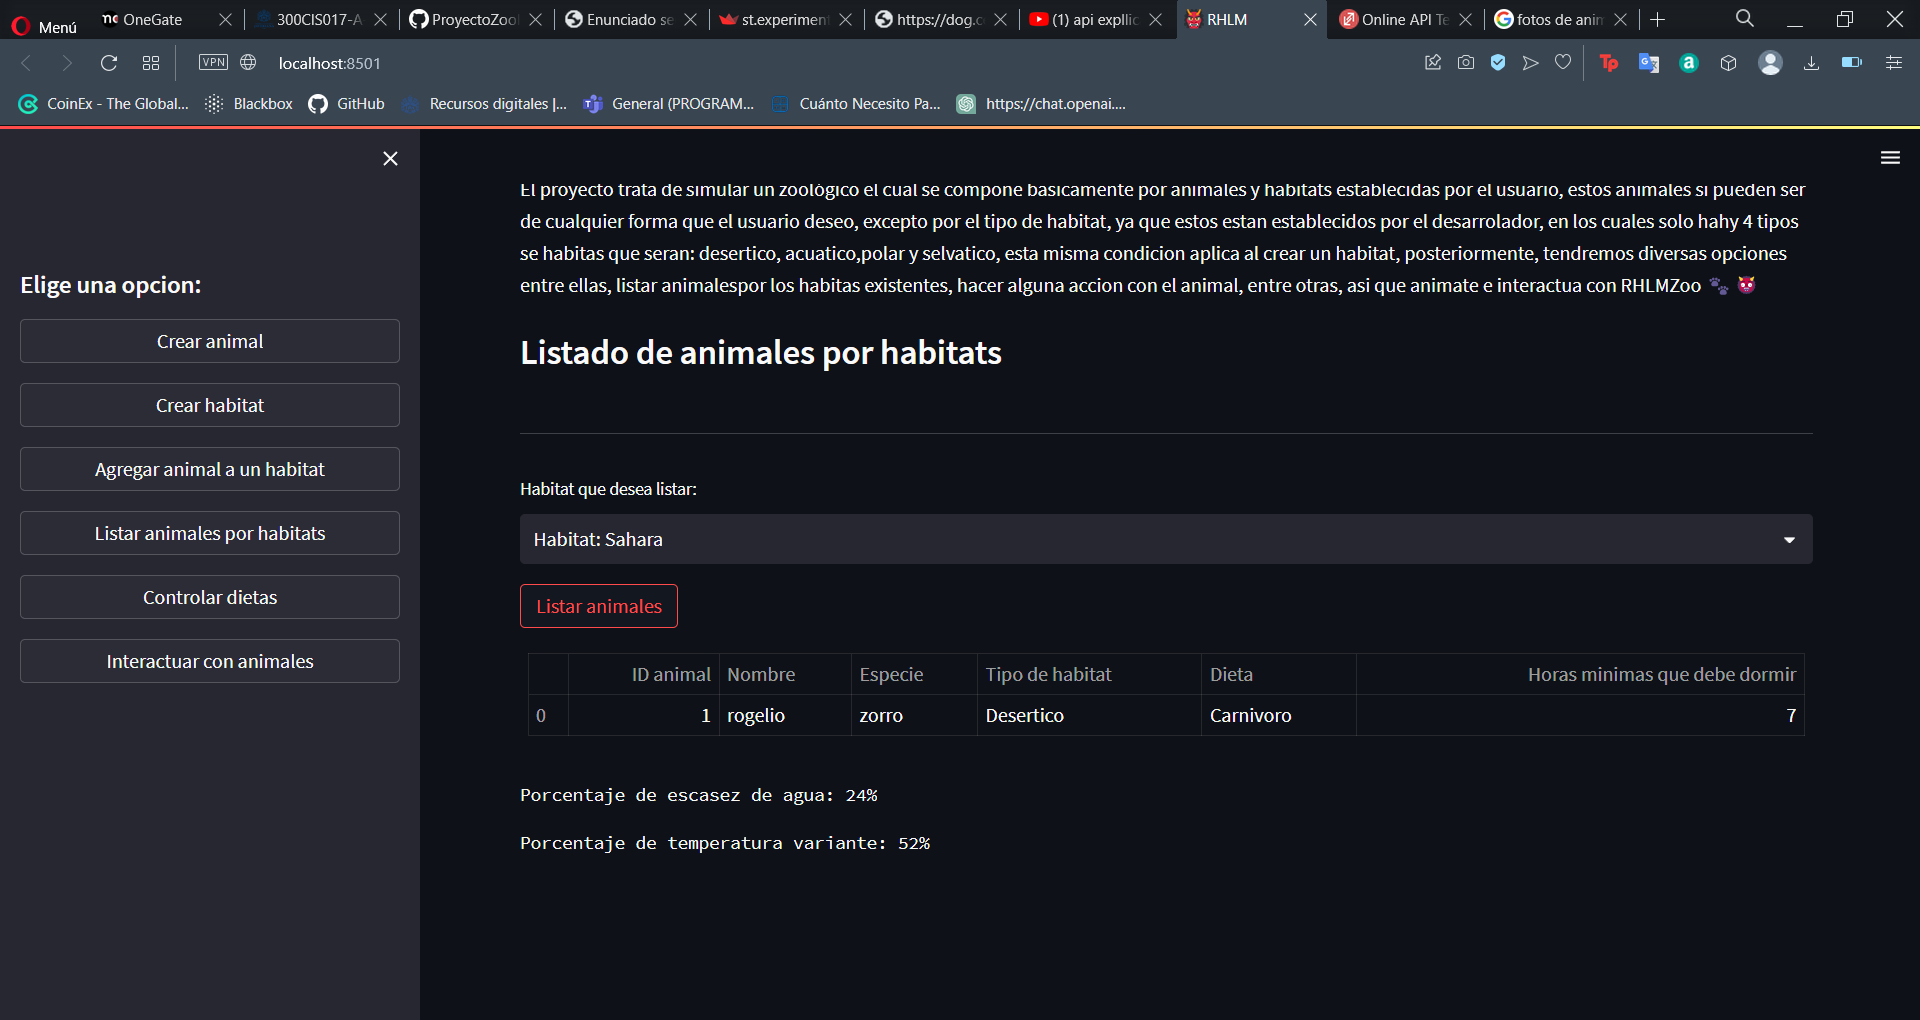 Menú
OneGate
300CIS017-A
ProyectoZool
Enunciado se
st.experiment
https://dog.c
(1) api expllic
RHLM
Online API Te
fotos de anim
VPN
localhost:8501
CoinEx - The Global...
Blackbox
GitHub
Recursos digitales |...
General (PROGRAM...
Cuánto Necesito Pa...
https://chat.openai....
El proyecto trata de simular un zoológico el cual se compone basicamente por animales y habitats establecidas por el usuario, estos animales si pueden ser
de cualquier forma que el usuario deseo, excepto por el tipo de habitat, ya que estos estan establecidos por el desarrolador, en los cuales solo hahy 4 tipos
se habitas que seran: desertico, acuatico,polar y selvatico, esta misma condicion aplica al crear un habitat, posteriormente, tendremos diversas opciones
entre ellas, listar animalespor los habitas existentes, hacer alguna accion con el animal, entre otras, asi que animate e interactua con RHLMZoo 🐾 👿
Elige una opcion:
Crear animal
Crear habitat
Agregar animal a un habitat
Listar animales por habitats
Controlar dietas
Interactuar con animales
Listado de animales por habitats
Habitat que desea listar:
Habitat: Sahara
Listar animales
ID animal Nombre Especie Tipo de habitat Dieta Horas minimas que debe dormir
0 1 rogelio zorro Desertico Carnivoro 7
Porcentaje de escasez de agua: 24%
Porcentaje de temperatura variante: 52%